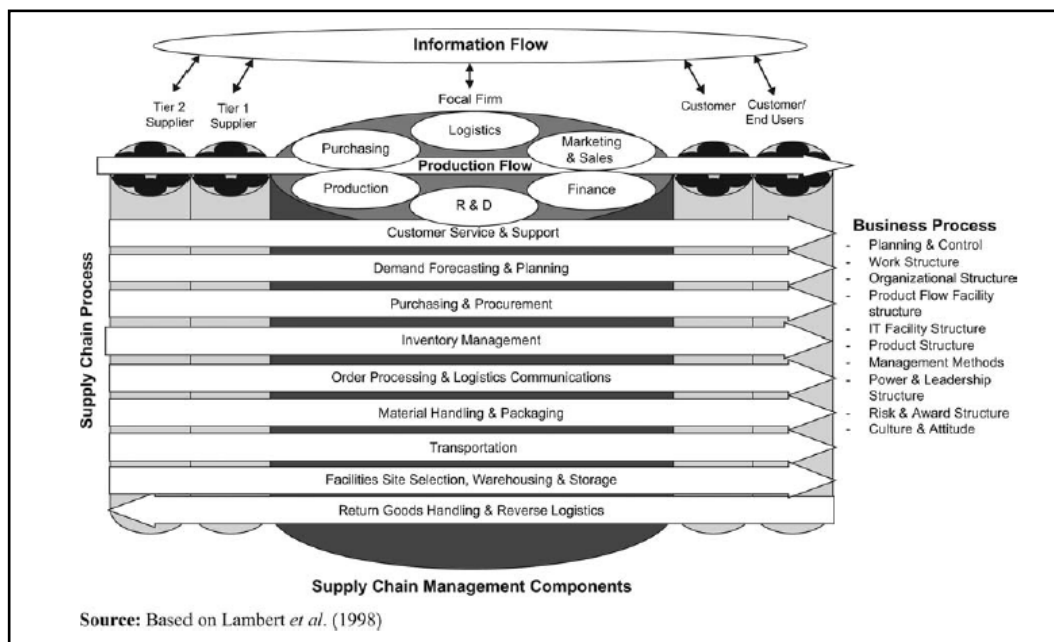 Information Flow
Tier 2
Supplier
Tier 1
Supplier
Focal Firm
Customer
Customer/
End Users
Logistics
Purchasing
Marketing
& Sales
Production Flow
Production
Finance
R & D
Supply Chain Process
Customer Service & Support
Demand Forecasting & Planning
Purchasing & Procurement
Inventory Management
Order Processing & Logistics Communications
Material Handling & Packaging
Transportation
Facilities Site Selection, Warehousing & Storage
Return Goods Handling & Reverse Logistics
Business Process
- Planning & Control
- Work Structure
- Organizational Structure
- Product Flow Facility
structure
- IT Facility Structure
- Product Structure
- Management Methods
- Power & Leadership
Structure
- Risk & Award Structure
- Culture & Attitude
Supply Chain Management Components
Source: Based on Lambert et al. (1998)